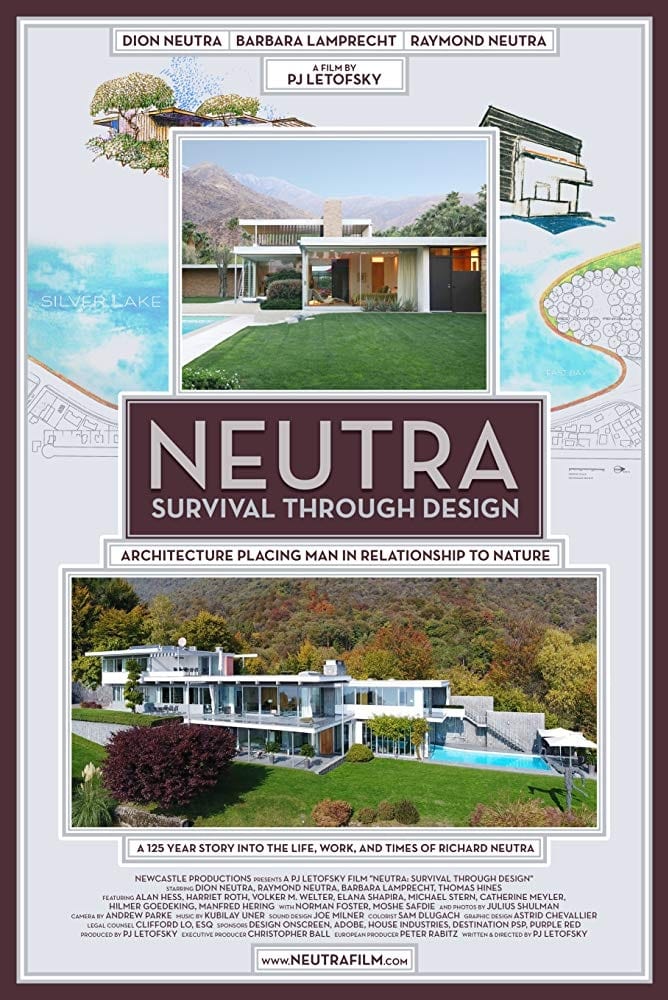 DION NEUTRA BARBARA LAMPRECHT RAYMOND NEUTRA
A FILM BY
PJ LETOFSKY
SILVER LAKE
EAST BAY
NEUTRA
SURVIVAL THROUGH DESIGN
ARCHITECTURE PLACING MAN IN RELATIONSHIP TO NATURE
A 125 YEAR STORY INTO THE LIFE, WORK, AND TIMES OF RICHARD NEUTRA
NEWCASTLE PRODUCTIONS PRESENTS A PJ LETOFSKY FILM "NEUTRA: SURVIVAL THROUGH DESIGN"
STARRING DION NEUTRA, RAYMOND NEUTRA, BARBARA LAMPRECHT, THOMAS HINES
FEATURING ALAN HESS, HARRIET ROTH, VOLKER M. WELTER, ELANA SHAPIRA, MICHAEL STERN, CATHERINE MEYLER,
HILMER GOEDEKING, MANFRED HERING WITH NORMAN FOSTER, MOSHE SAFDIE AND PHOTOS BY JULIUS SHULMAN
CAMERA BY ANDREW PARKE MUSIC BY KUBILAY UNER SOUND DESIGN JOE MILNER COLORIST SAM DLUGACH GRAPHIC DESIGN ASTRID CHEVALLIER
LEGAL COUNSEL CLIFFORD LO, ESQ SPONSORS DESIGN ONSCREEN, ADOBE, HOUSE INDUSTRIES, DESTINATION PSP, PURPLE RED
PRODUCED BY PJ LETOFSKY EXECUTIVE PRODUCER CHRISTOPHER BALL EUROPEAN PRODUCER PETER RABITZ WRITTEN & DIRECTED BY PJ LETOFSKY
WWW.NEUTRAFILM.COM